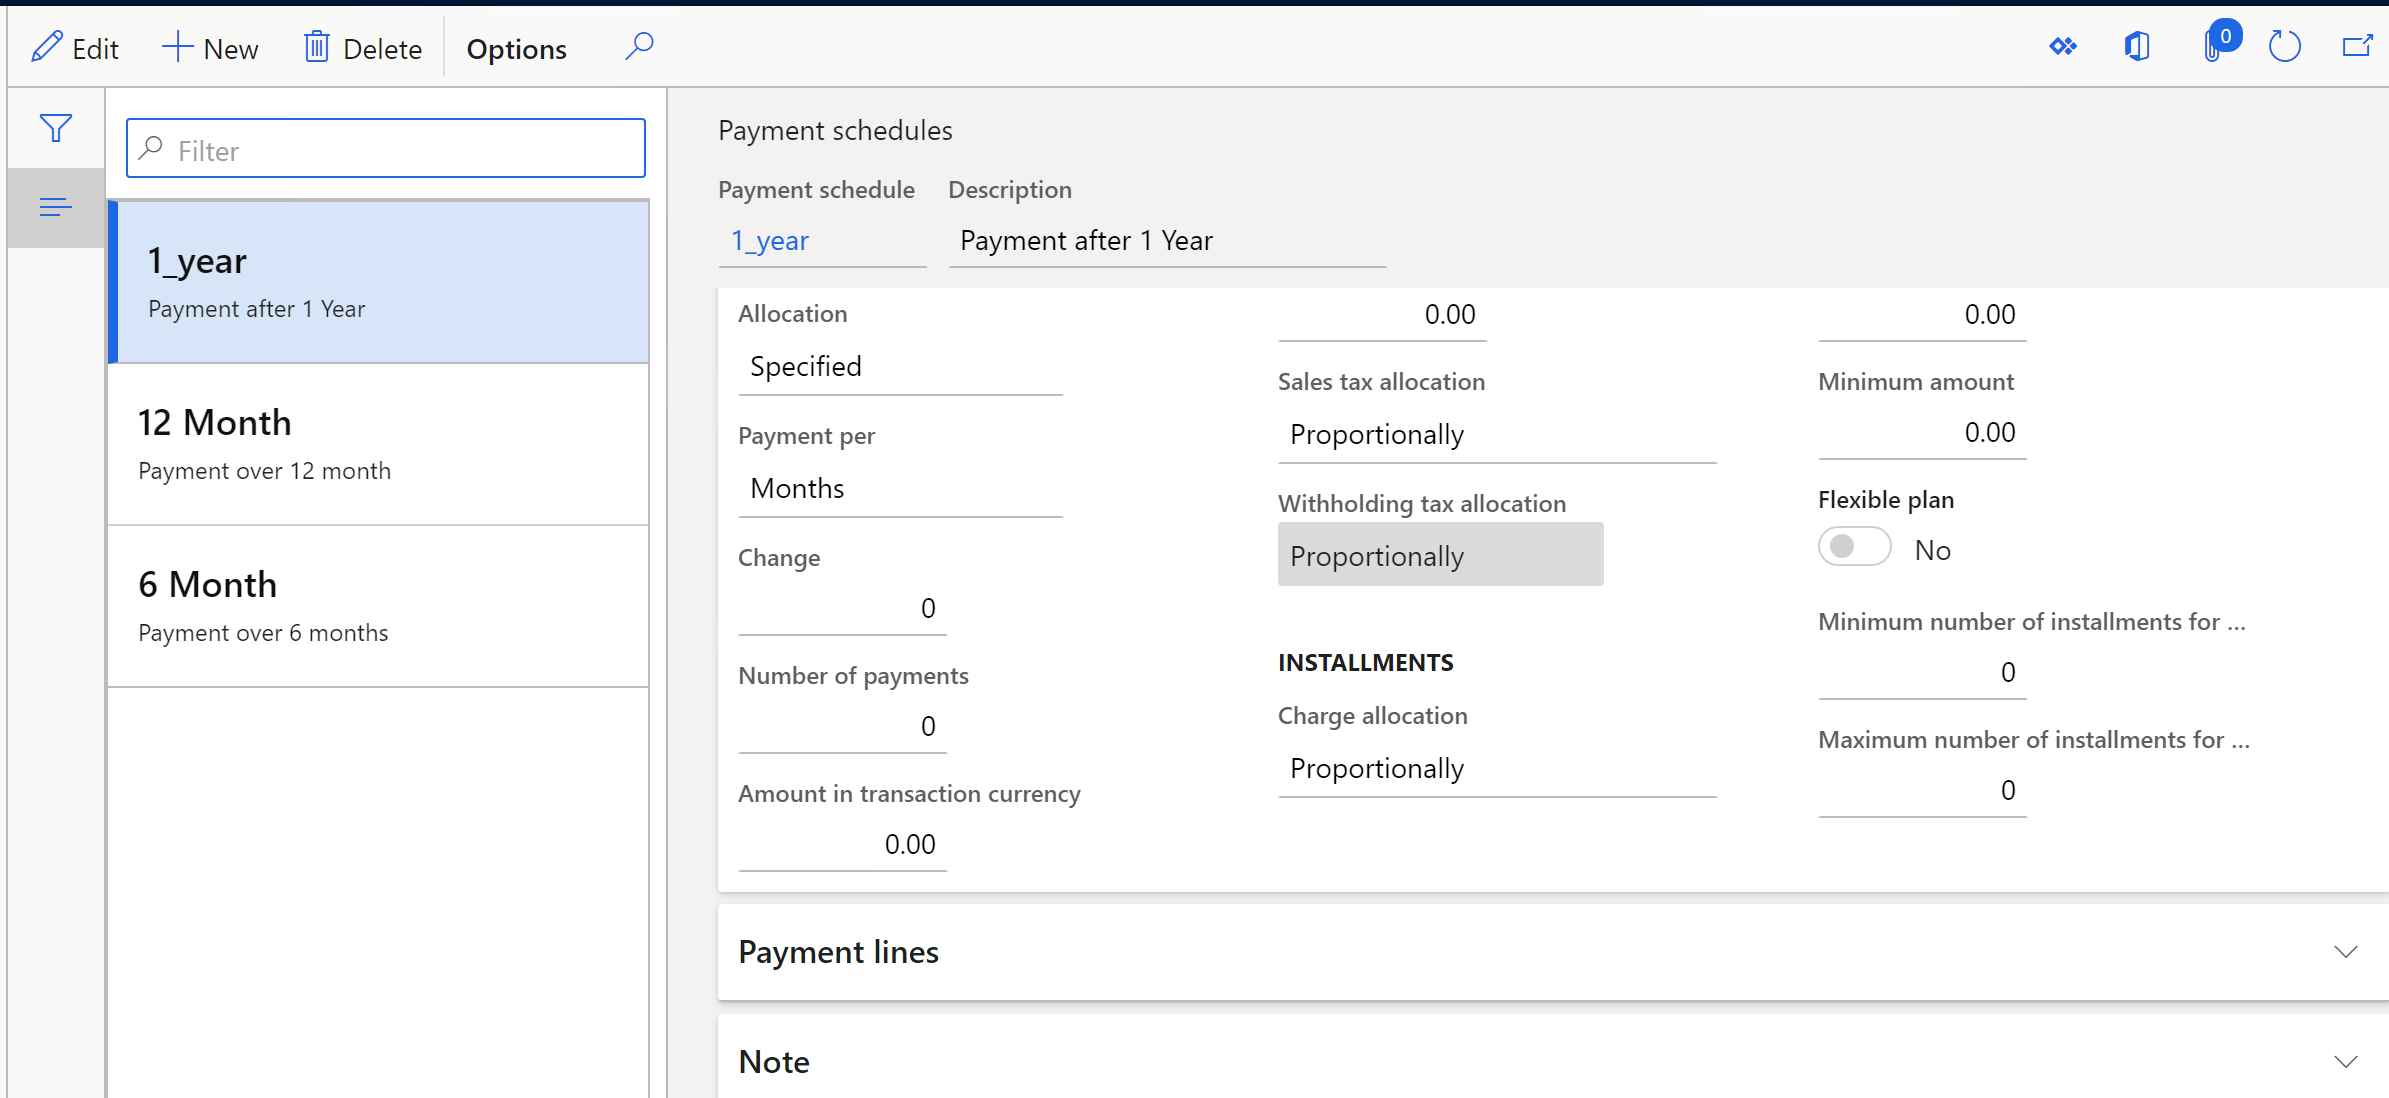 Edit New Delete Options 0
Filter
1_year
Payment after 1 Year
12 Month
Payment over 12 month
6 Month
Payment over 6 months
Payment schedules
Payment schedule Description
1_year Payment after 1 Year
Allocation
Specified
Payment per
Months
Change
0
Number of payments
0
Amount in transaction currency
0.00
0.00
Sales tax allocation
Proportionally
Withholding tax allocation
Proportionally
INSTALLMENTS
Charge allocation
Proportionally
0.00
Minimum amount
0.00
Flexible plan
No
Minimum number of installments for ...
0
Maximum number of installments for ...
0
Payment lines
Note